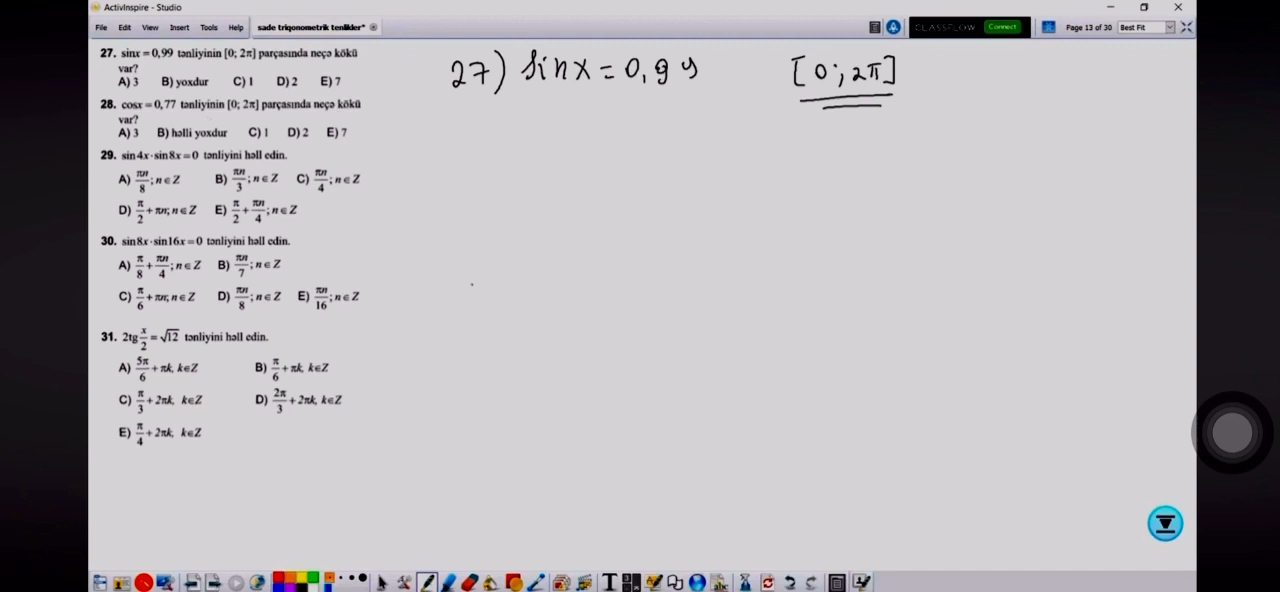 ActivInspire - Studio
File Edit View Insert Tools Help sade triqonometrik tenlikler* CLASSFLOW Connect Page 13 of 30 Best Fit
27. sinx = 0,99 tənliyinin [0; 2π] parçasında neçə kökü
var?
A) 3 B) yoxdur C) 1 D) 2 E) 7
28. cosx = 0,77 tənliyinin [0; 2π] parçasında neçə kökü
var?
A) 3 B) həlli yoxdur C) 1 D) 2 E) 7
29. sin4x·sin8x = 0 tənliyini həll edin.
A) πn/8; n∈Z B) πn/3; n∈Z C) πn/4; n∈Z
D) π/2 + πn; n∈Z E) π/2 + πn/4; n∈Z
30. sin8x·sin16x = 0 tənliyini həll edin.
A) π/8 + πn/4; n∈Z B) πn/7; n∈Z
C) π/6 + πn; n∈Z D) πn/8; n∈Z E) πn/16; n∈Z
31. 2tg x/2 = √12 tənliyini həll edin.
A) 5π/6 + πk, k∈Z B) π/6 + πk, k∈Z
C) π/3 + 2πk, k∈Z D) 2π/3 + 2πk, k∈Z
E) π/4 + 2πk, k∈Z
27) sinx = 0,99 [0; 2π]